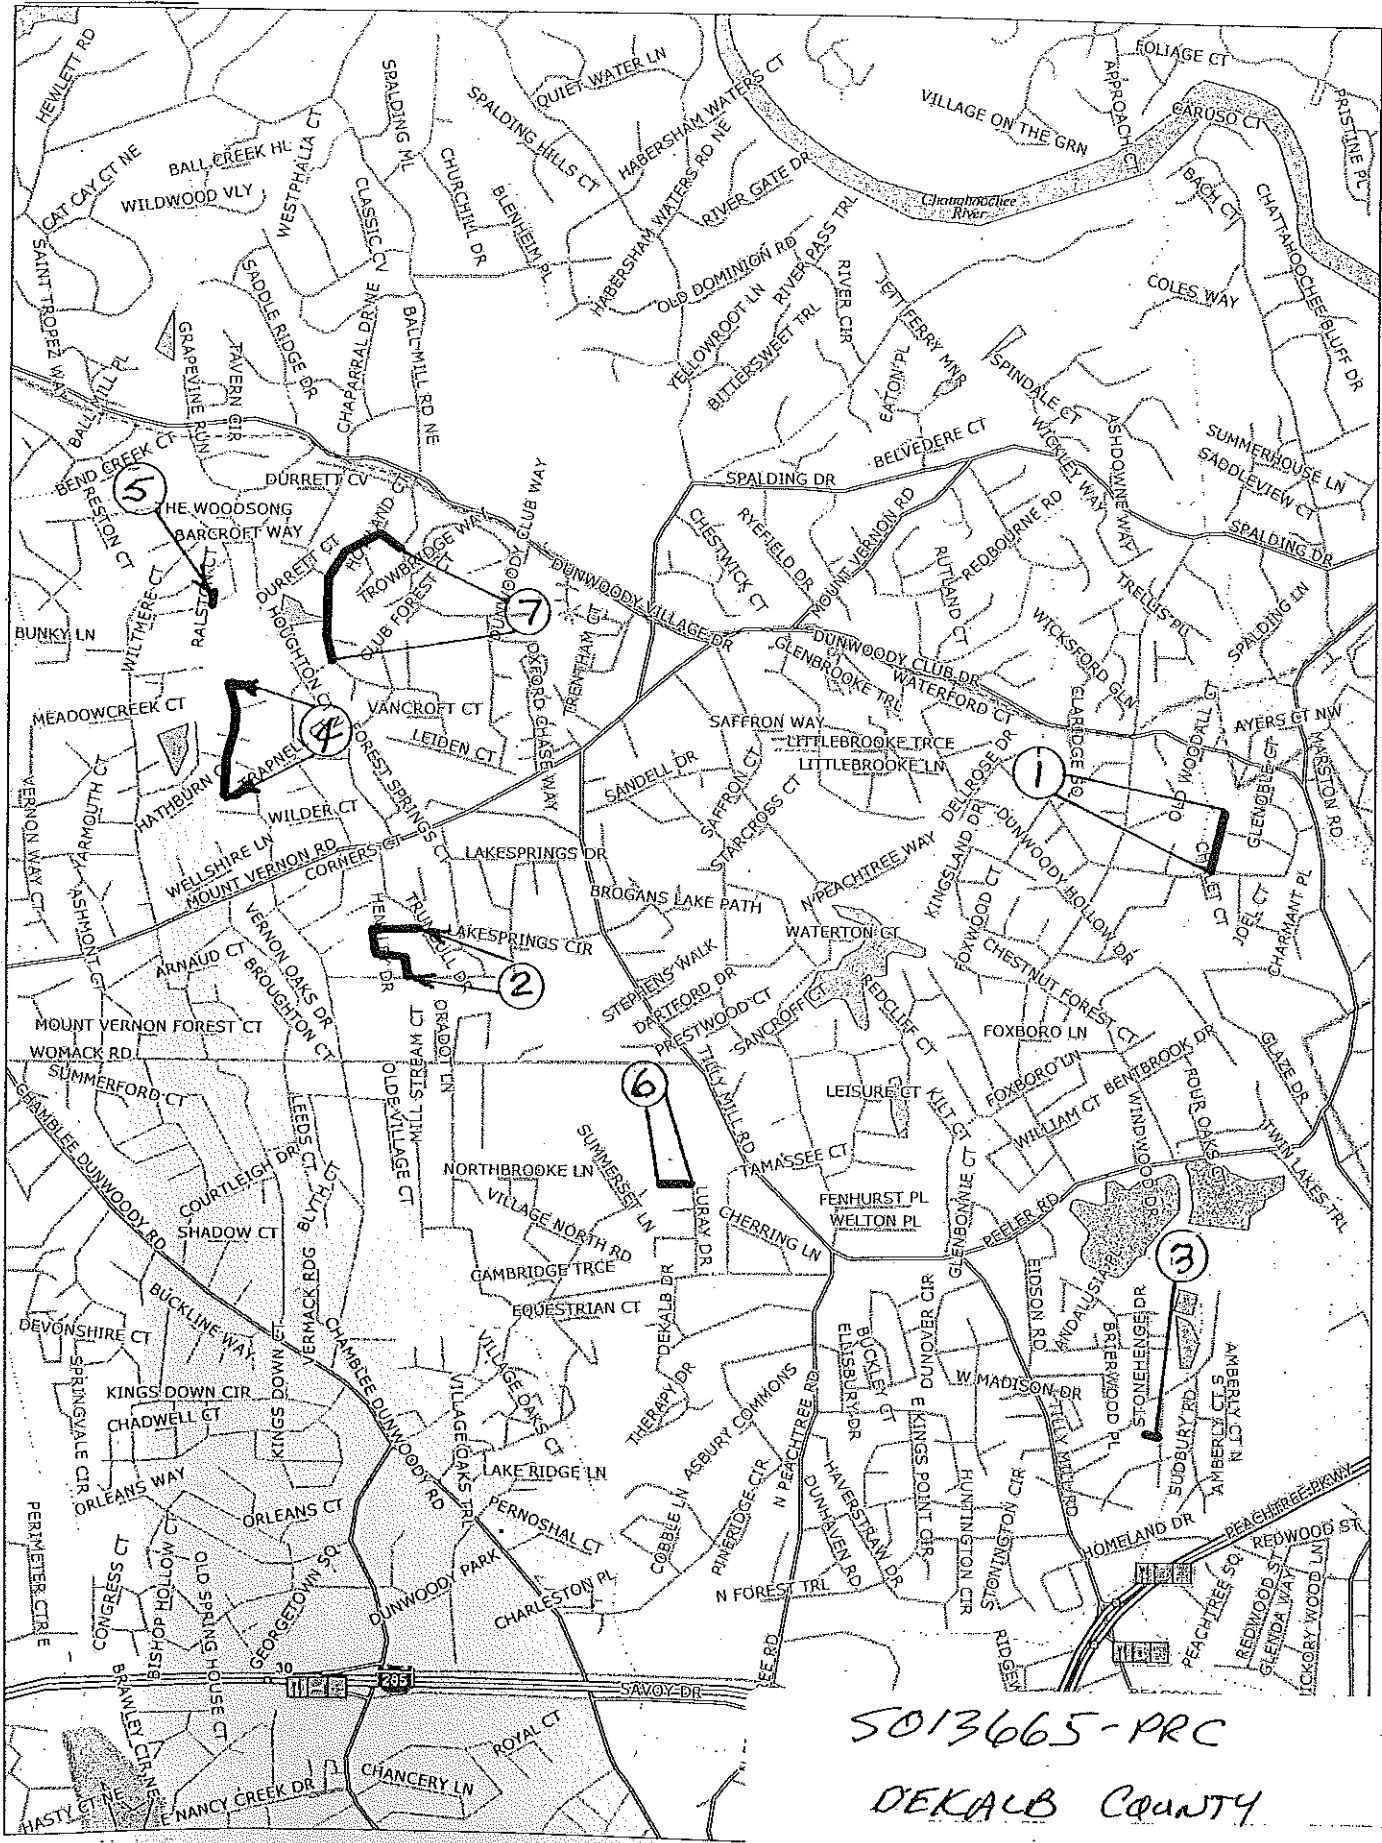 HEWLETT RD
SPALDING ML
SPALDING HILLS CT
QUIET WATER LN
HABERSHAM WATERS CT
HABERSHAM WATERS RD NE
VILLAGE ON THE GRN
APPROACH CT
FOLIAGE CT
CARUSO CT
PRISTINE PL
BALL CREEK HL
WESTPHALIA CT
CAT CAY CT NE
WILDWOOD VLY
CLASSIC CV
CHURCHILL DR
BLENHEIM PL
RIVER GATE DR
Chattahoochee
River
BACH CT
CHATTAHOOCHEE BLUFF DR
SAINT TROPEZ WAY
SADDLE RIDGE DR
OLD DOMINION RD
RIVER PASS TRL
RIVER CIR
JETT FERRY MNR
COLES WAY
GRAPEVINE RUN
TAVERN CIR
CHAPARRAL DR NE
BALL MILL RD NE
YELLOWROOT LN
BITTERSWEET TRL
EATON PL
SPINDALE CT
BALL MILL PL
BELVEDERE CT
WICKLEY WAY
ASHDOWNE WAY
SUMMERHOUSE LN
SADDLEVIEW CT
BEND CREEK CT
RESTON CT
5
DURRETT CV
THE WOODSONG
BARCROFT WAY
DUNWOODY CLUB WAY
SPALDING DR
MOUNT VERNON RD
REDBOURNE RD
SPALDING DR
CHESTWICK CT
RYEFIELD DR
RUTLAND CT
TRELLIS PL
SPALDING LN
DURRETT CT
TROWBRIDGE WAY
CLUB FOREST CT
7
DUNWOODY VILLAGE DR
BUNKY LN
WILTMERE CT
RALSTON CT
HOUGHTON CT
TRENTHAM CT
OXFORD CHASE WAY
DUNWOODY CLUB DR
GLENBROOKE TRL
WATERFORD CT
WICKSFORD GLN
MEADOWCREEK CT
4
VANCROFT CT
LEIDEN CT
SAFFRON WAY
LITTLEBROOKE TRCE
LITTLEBROOKE LN
CLARIDGE SQ
OLD WOODALL CT
AYERS CT NW
MARSTON RD
VERNON WAY CT
YARMOUTH CT
HATHBURN CT
TRAPNELL
FOREST SPRINGS CT
SANDELL DR
SAFFRON CT
STARCROSS CT
DELLROSE DR
1
GLENOBLE CT
WILDER CT
WELLSHIRE LN
MOUNT VERNON RD
CORNERS CT
LAKESPRINGS DR
KINGSLAND DR
DUNWOODY HOLLOW DR
JOEL CT
CHARMANT PL
ASHMONT CT
BROGANS LAKE PATH
N PEACHTREE WAY
WATERTON CT
FOXWOOD CT
CHESTNUT FOREST CT
ARNAUD CT
VERNON OAKS DR
BROUGHTON CT
TRUMBULL DR
LAKESPRINGS CIR
2
STEPHENS WALK
DARTFORD DR
PRESTWOOD CT
SANCROFT CT
REDCLIFF CT
MOUNT VERNON FOREST CT
WOMACK RD
SUMMERFORD CT
MILL STREAM CT
OLDE VILLAGE CT
6
TILLY MILL RD
LEISURE CT
KILT CT
FOXBORO LN
FOXBORO LN
WILLIAM CT
BENTBROOK DR
WINDWOOD DR
FOUR OAKS
GLAZE DR
CHAMBLEE DUNWOODY RD
COURTLEIGH DR
LEEDS CT
BLYTH CT
SHADOW CT
NORTHBROOKE LN
SUMMERSET LN
VILLAGE NORTH RD
LURAY DR
TAMASSEE CT
CHERRING LN
FENHURST PL
WELTON PL
GLENBONNIE CT
PEELER RD
TWIN LAKES TRL
CAMBRIDGE TRCE
EQUESTRIAN CT
DEKALB DR
3
BUCKLINE WAY
DEVONSHIRE CT
VERMACK RDG
CHAMBLEE DUNWOODY RD
VILLAGE OAKS CT
VILLAGE OAKS TRL
THERAPY DR
ASBURY COMMONS
N PEACHTREE RD
ELLISBURY DR
BUCKLEY CT
DUNOVER CIR
EIDSON RD
ANDALUSIA PL
BRIERWOOD PL
STONEHENGE DR
W MADISON DR
TILLY MILL RD
SUDBURY RD
AMBERLY CT S
AMBERLY CT N
SPRINGVALE CIR
KINGS DOWN CIR
CHADWELL CT
KINGS DOWN CT
ORLEANS WAY
ORLEANS CT
LAKE RIDGE LN
PERNOSHAL CT
COBBLE LN
PINERIDGE CIR
DUNHAVEN RD
HAVERSTRAW DR
E KINGS POINT CIR
HUNTINGTON CIR
STONINGTON CIR
HOMELAND DR
PEACHTREE PKWY
REDWOOD ST
PERIMETER CTR E
CONGRESS CT
BISHOP HOLLOW CT
OLD SPRING HOUSE CT
GEORGETOWN SQ
DUNWOODY PARK
CHARLESTON PL
N FOREST TRL
PEACHTREE SQ
REDWOOD ST
GLENDA WAY
HICKORY WOOD LN
30
285
SAVOY DR
BRAWLEY CIR NE
HASTY CT NE
E NANCY CREEK DR
CHANCERY LN
ROYAL CT
5013665-PRC
DEKALB COUNTY